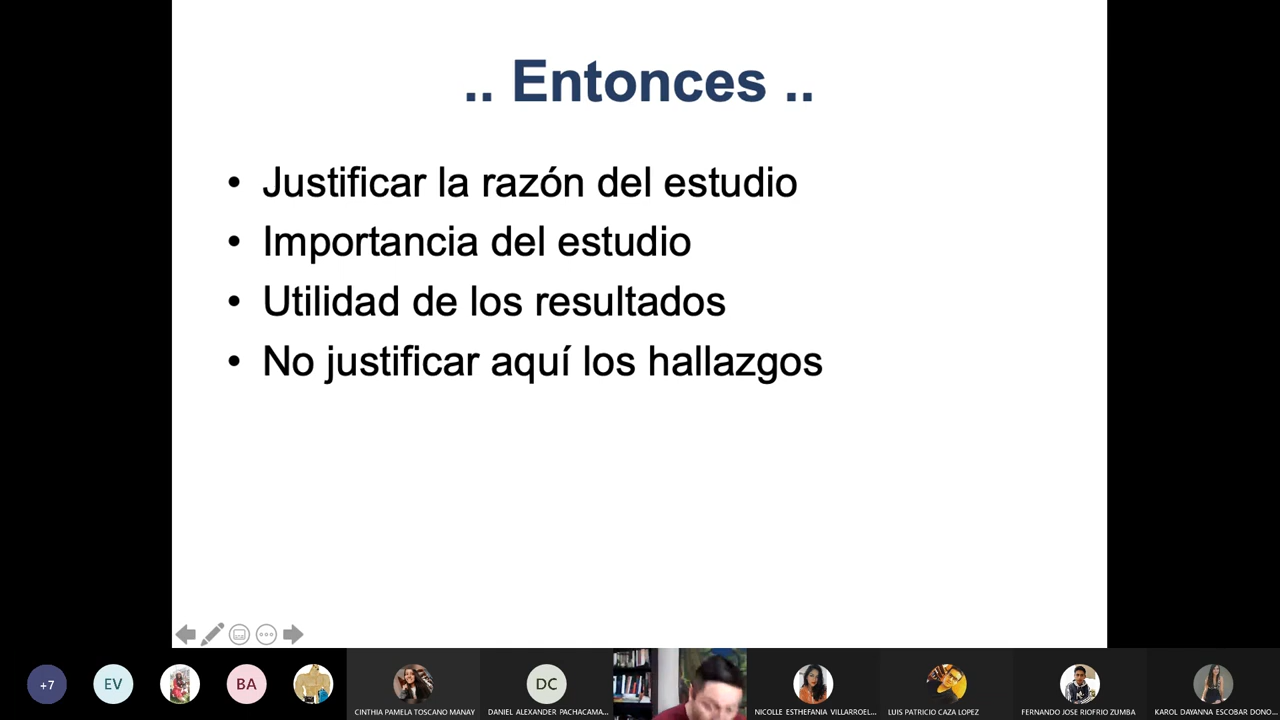 .. Entonces ..
• Justificar la razón del estudio
• Importancia del estudio
• Utilidad de los resultados
• No justificar aquí los hallazgos
+7
EV
BA
CINTHIA PAMELA TOSCANO MANAY
DC
DANIEL ALEXANDER PACHACAMA...
NICOLLE ESTHEFANIA VILLARROEL...
LUIS PATRICIO CAZA LOPEZ
FERNANDO JOSE RIOFRIO ZUMBA
KAROL DAYANNA ESCOBAR DONO...